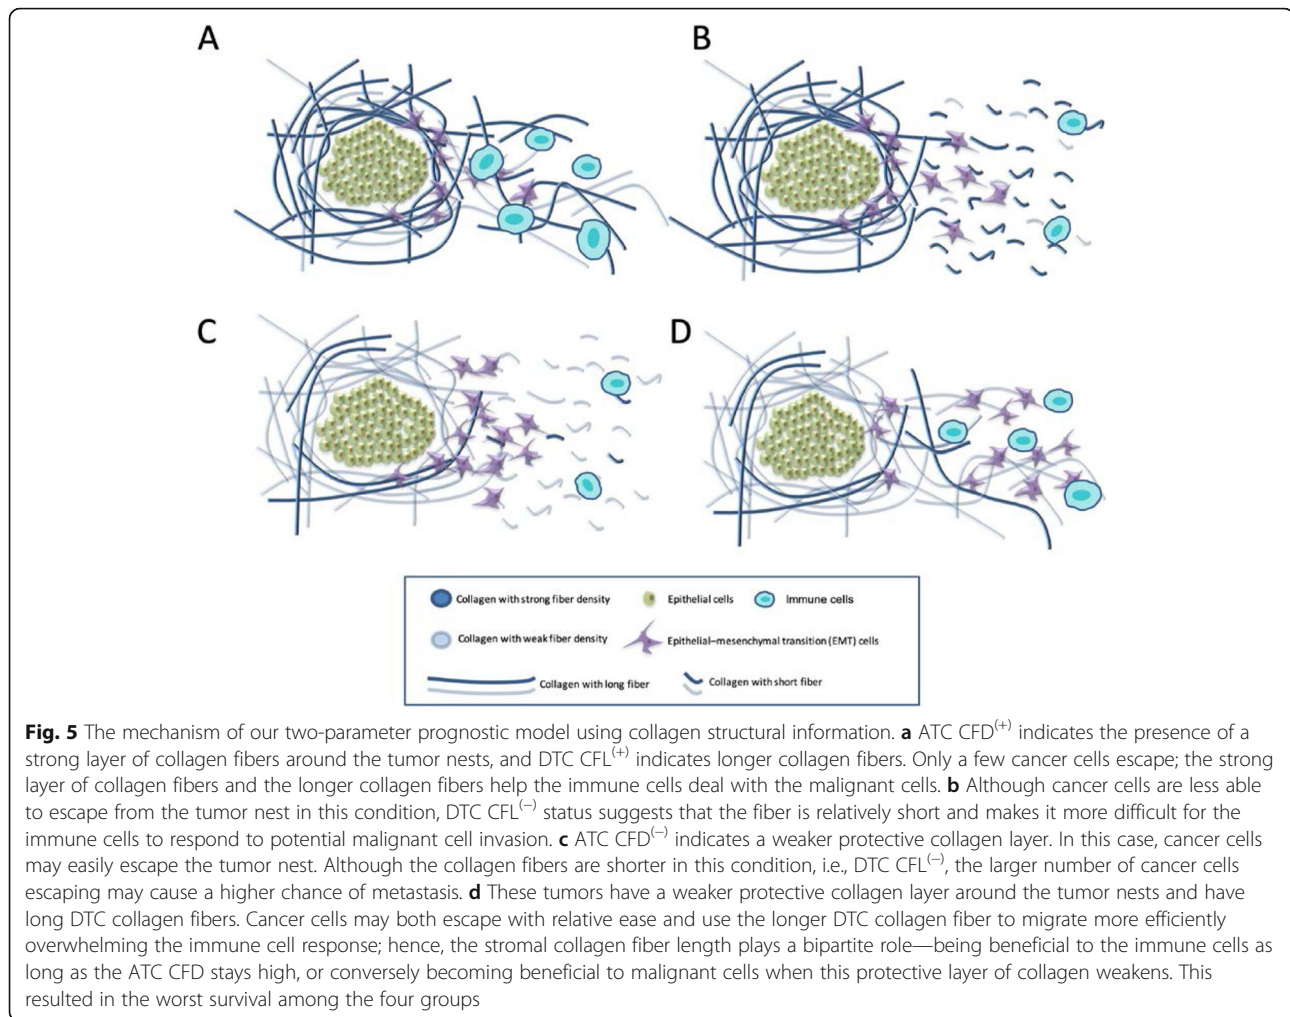 A
B
C
D
Collagen with strong fiber density
Epithelial cells
Immune cells
Collagen with weak fiber density
Epithelial–mesenchymal transition (EMT) cells
Collagen with long fiber
Collagen with short fiber
Fig. 5 The mechanism of our two-parameter prognostic model using collagen structural information. a ATC CFD(+) indicates the presence of a
strong layer of collagen fibers around the tumor nests, and DTC CFL(+) indicates longer collagen fibers. Only a few cancer cells escape; the strong
layer of collagen fibers and the longer collagen fibers help the immune cells deal with the malignant cells. b Although cancer cells are less able
to escape from the tumor nest in this condition, DTC CFL(−) status suggests that the fiber is relatively short and makes it more difficult for the
immune cells to respond to potential malignant cell invasion. c ATC CFD(−) indicates a weaker protective collagen layer. In this case, cancer cells
may easily escape the tumor nest. Although the collagen fibers are shorter in this condition, i.e., DTC CFL(−), the larger number of cancer cells
escaping may cause a higher chance of metastasis. d These tumors have a weaker protective collagen layer around the tumor nests and have
long DTC collagen fibers. Cancer cells may both escape with relative ease and use the longer DTC collagen fiber to migrate more efficiently
overwhelming the immune cell response; hence, the stromal collagen fiber length plays a bipartite role—being beneficial to the immune cells as
long as the ATC CFD stays high, or conversely becoming beneficial to malignant cells when this protective layer of collagen weakens. This
resulted in the worst survival among the four groups